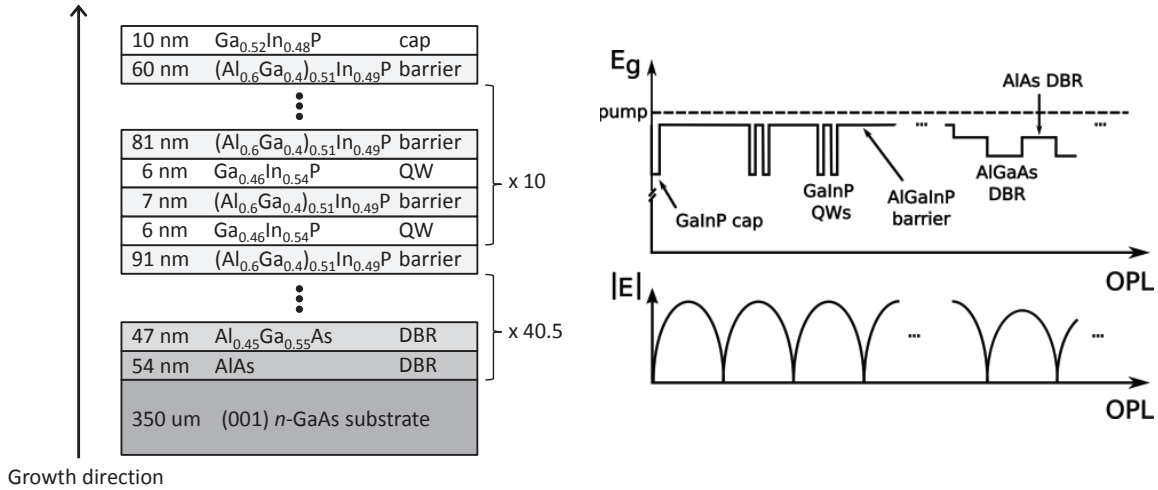 10 nm Ga0.52In0.48P cap
60 nm (Al0.6Ga0.4)0.51In0.49P barrier
81 nm (Al0.6Ga0.4)0.51In0.49P barrier
6 nm Ga0.46In0.54P QW
7 nm (Al0.6Ga0.4)0.51In0.49P barrier
6 nm Ga0.46In0.54P QW
91 nm (Al0.6Ga0.4)0.51In0.49P barrier
x 10
47 nm Al0.45Ga0.55As DBR
54 nm AlAs DBR
x 40.5
350 um (001) n-GaAs substrate
Growth direction
Eg
pump
AlAs DBR
...
...
GaInP cap
GaInP
QWs
AlGaInP
barrier
AlGaAs
DBR
OPL
|E|
...
...
OPL